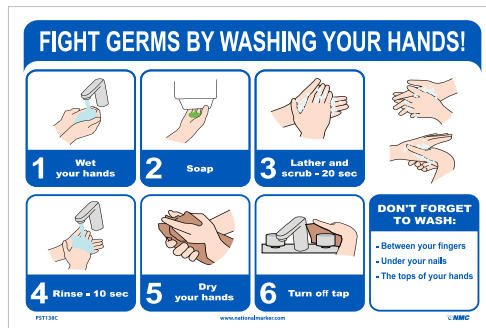 FIGHT GERMS BY WASHING YOUR HANDS!
1 Wet
your hands
2 Soap
3 Lather and
scrub - 20 sec
4 Rinse - 10 sec
5 Dry
your hands
6 Turn off tap
DON'T FORGET
TO WASH:
- Between your fingers
- Under your nails
- The tops of your hands
PST138C
www.nationalmarker.com
NMC